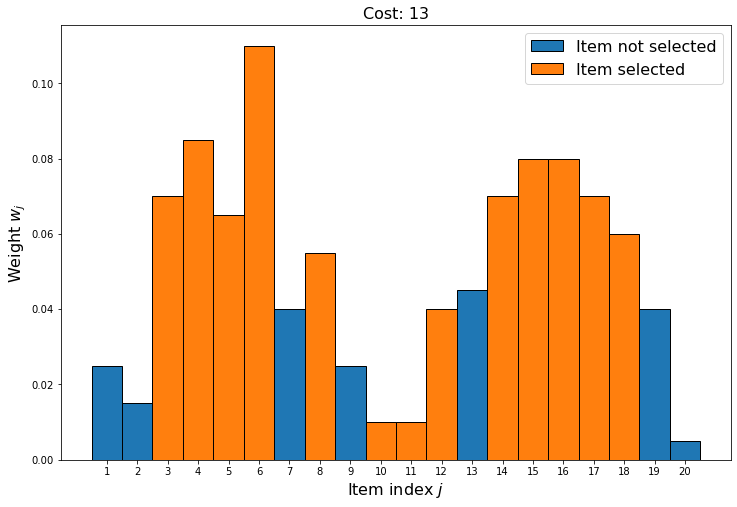 Cost: 13
Item not selected
Item selected
Weight w_j
0.10
0.08
0.06
0.04
0.02
0.00
1 2 3 4 5 6 7 8 9 10 11 12 13 14 15 16 17 18 19 20
Item index j